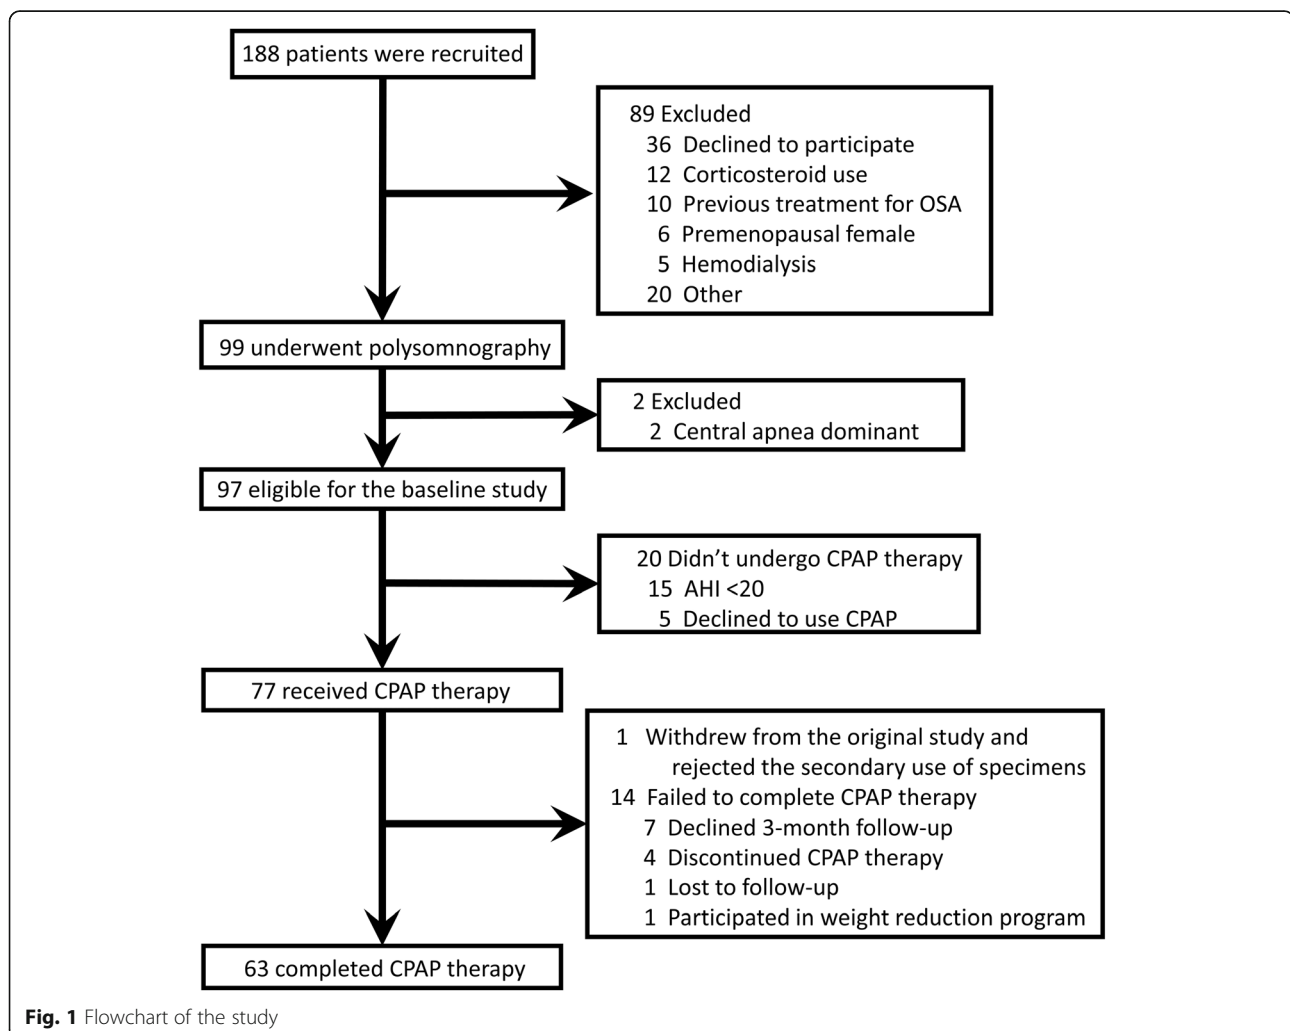 188 patients were recruited
89 Excluded
36 Declined to participate
12 Corticosteroid use
10 Previous treatment for OSA
6 Premenopausal female
5 Hemodialysis
20 Other
99 underwent polysomnography
2 Excluded
2 Central apnea dominant
97 eligible for the baseline study
20 Didn’t undergo CPAP therapy
15 AHI <20
5 Declined to use CPAP
77 received CPAP therapy
1 Withdrew from the original study and
rejected the secondary use of specimens
14 Failed to complete CPAP therapy
7 Declined 3-month follow-up
4 Discontinued CPAP therapy
1 Lost to follow-up
1 Participated in weight reduction program
63 completed CPAP therapy
Fig. 1 Flowchart of the study